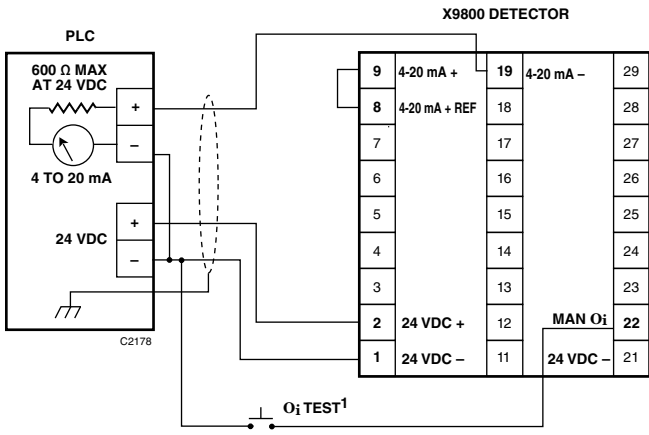 X9800 DETECTOR
PLC
600 Ω MAX
AT 24 VDC
+
–
4 TO 20 mA
24 VDC
+
–
C2178
9 4-20 mA + 19 4-20 mA – 29
8 4-20 mA + REF 18 28
7 17 27
6 16 26
5 15 25
4 14 24
3 13 23
2 24 VDC + 12 MAN Oi 22
1 24 VDC – 11 24 VDC – 21
Oi TEST1